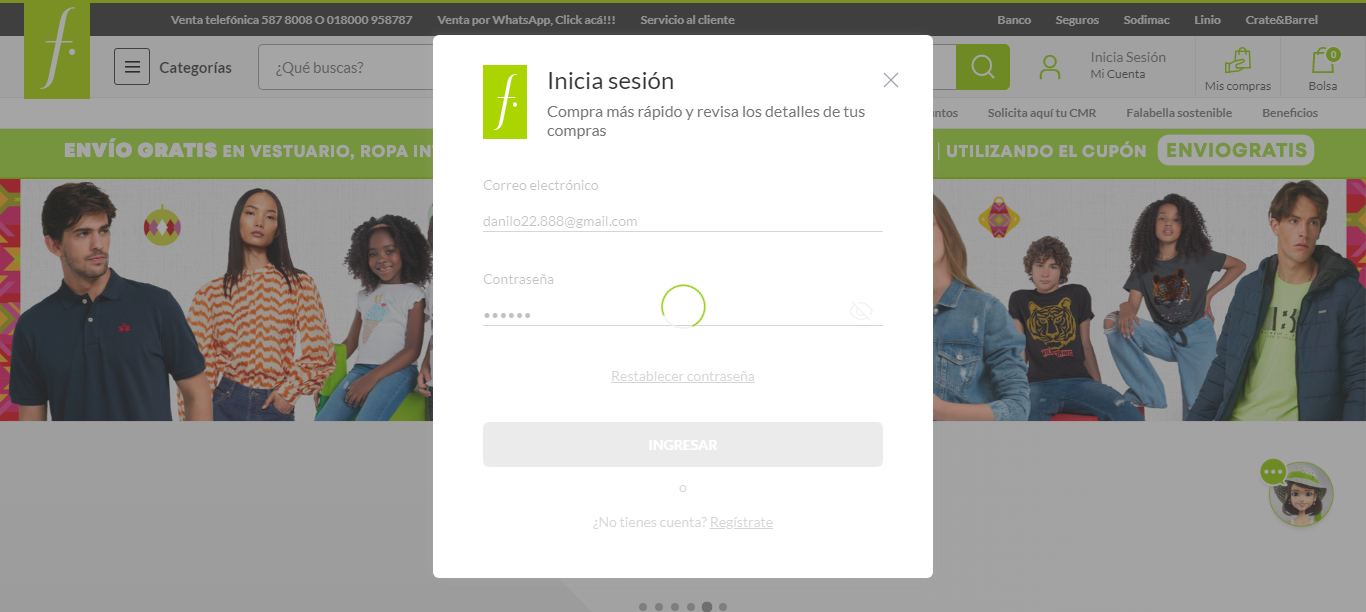 Venta telefónica 587 8008 O 018000 958787 Venta por WhatsApp, Click acá!!! Servicio al cliente Banco Seguros Sodimac Linio Crate&Barrel
f.
Categorías
¿Qué buscas?
Inicia Sesión
Mi Cuenta
Mis compras
0
Bolsa
Solicita aquí tu CMR Falabella sostenible Beneficios
ENVÍO GRATIS EN VESTUARIO, ROPA
| UTILIZANDO EL CUPÓN ENVIOGRATIS
f.
Inicia sesión
Compra más rápido y revisa los detalles de tus
compras
Correo electrónico
danilo22.888@gmail.com
Contraseña
••••••
Restablecer contraseña
INGRESAR
o
¿No tienes cuenta? Regístrate